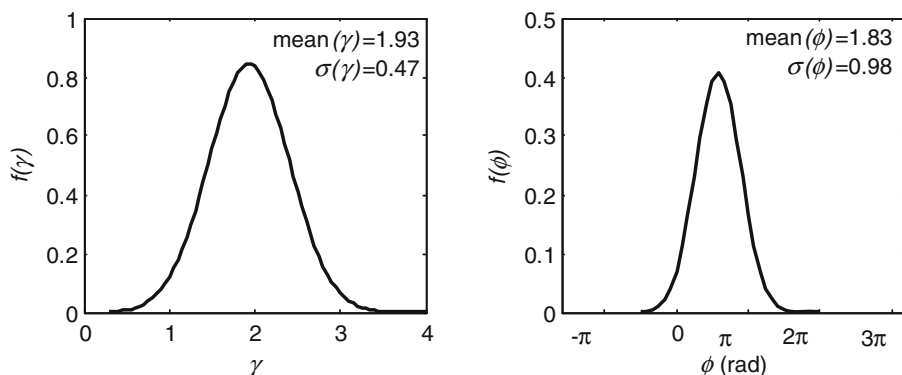 mean(γ)=1.93
σ(γ)=0.47
f(γ)
1
0.8
0.6
0.4
0.2
0
0 1 2 3 4
γ
mean(ϕ)=1.83
σ(ϕ)=0.98
f(ϕ)
0.5
0.4
0.3
0.2
0.1
0
-π 0 π 2π 3π
ϕ (rad)